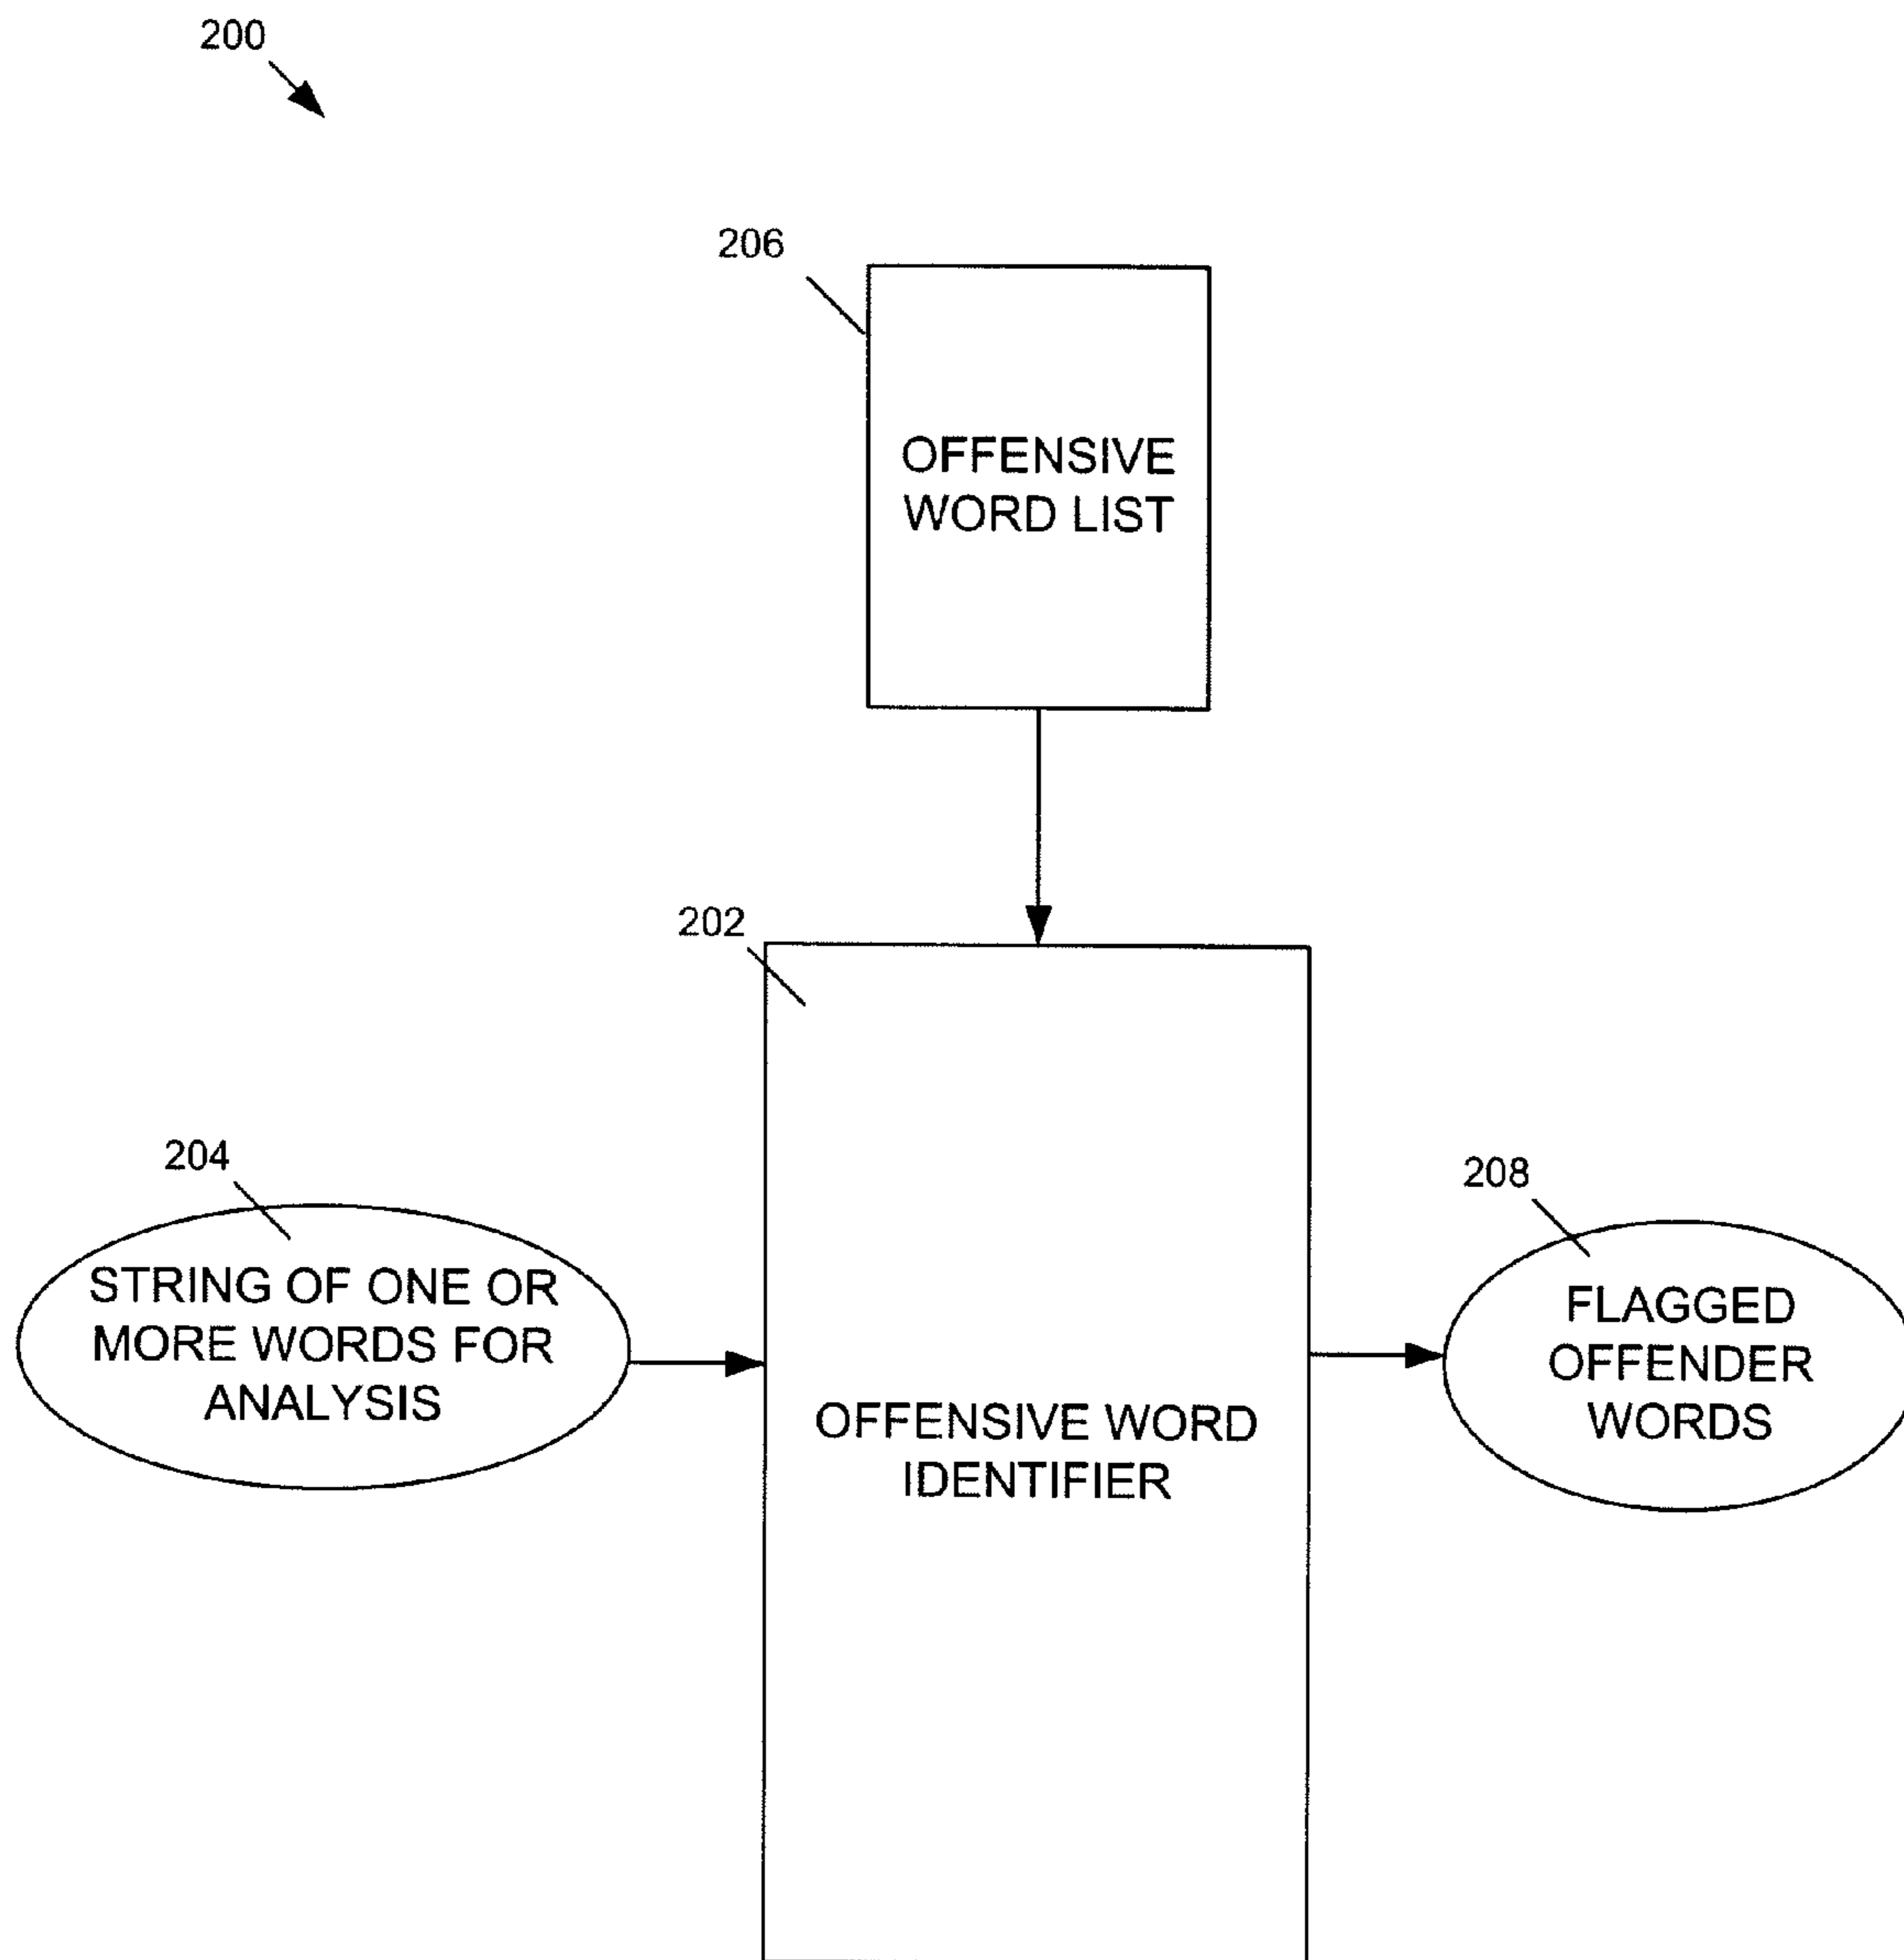 200
206
OFFENSIVE
WORD LIST
202
204
STRING OF ONE OR
MORE WORDS FOR
ANALYSIS
OFFENSIVE WORD
IDENTIFIER
208
FLAGGED
OFFENDER
WORDS